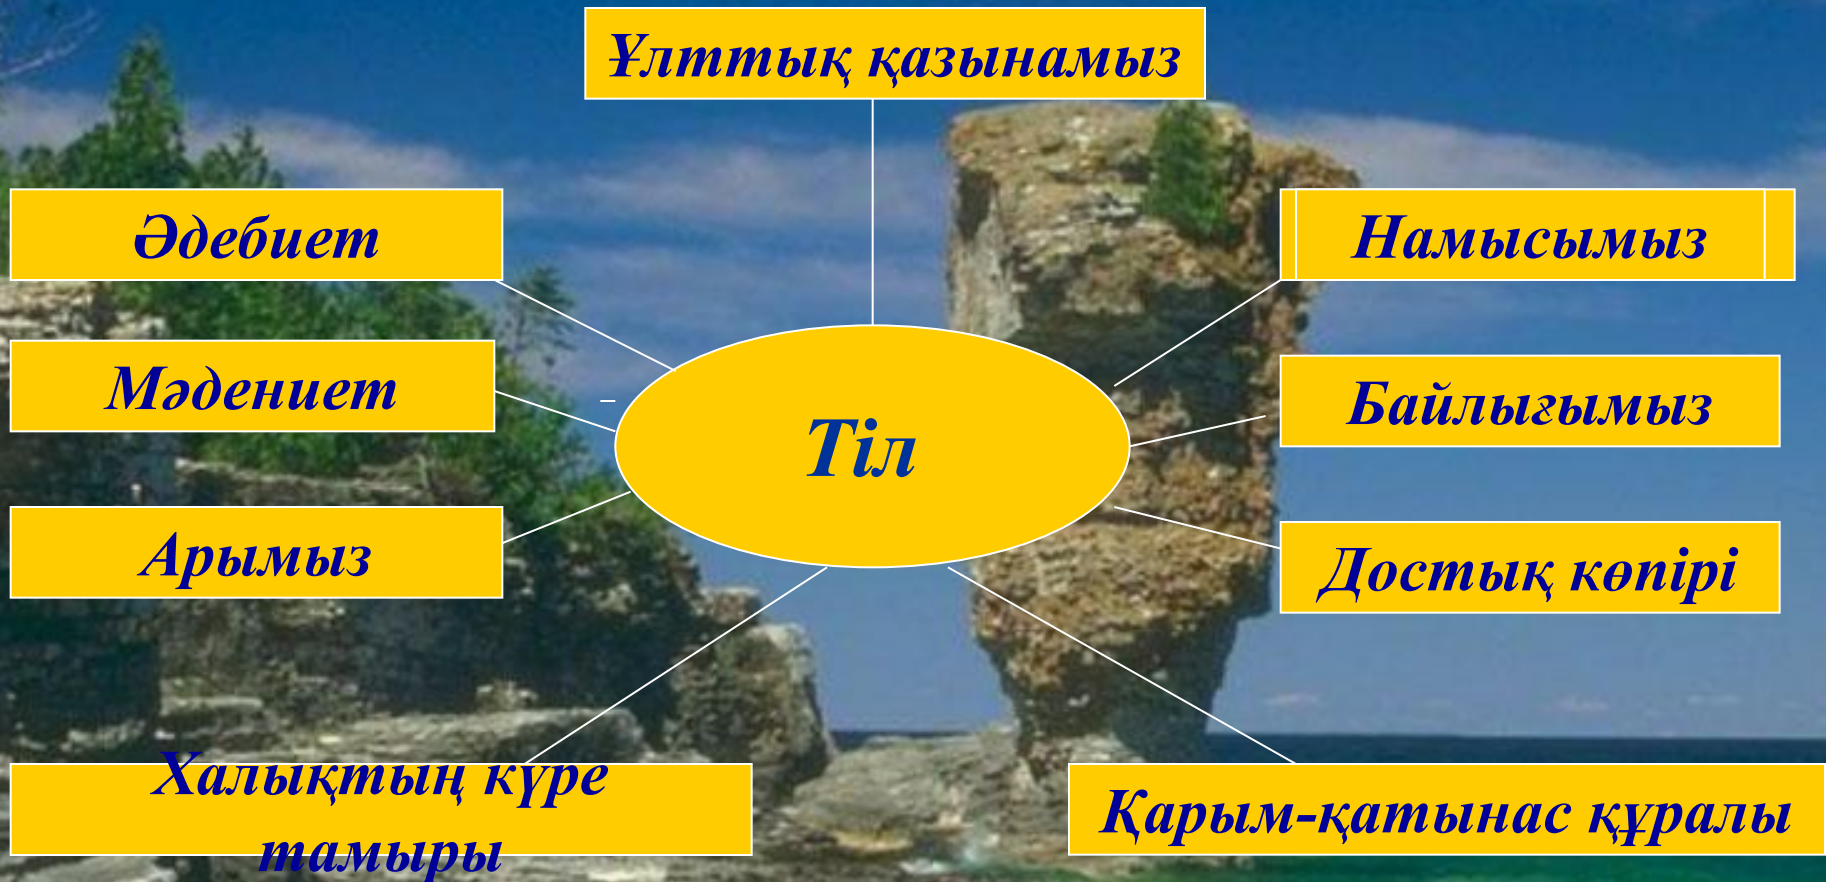 Ұлттық қазынамыз
Әдебиет
Намысымыз
Мәдениет
Байлығымыз
Тіл
Арымыз
Достық көпірі
Халықтың күре
тамыры
Қарым-қатынас құралы